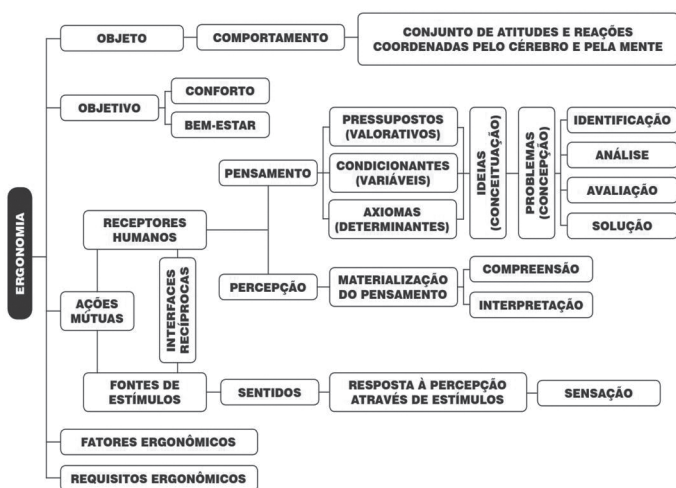 ERGONOMIA
OBJETO
COMPORTAMENTO
CONJUNTO DE ATITUDES E REAÇÕES
COORDENADAS PELO CÉREBRO E PELA MENTE
OBJETIVO
CONFORTO
BEM-ESTAR
AÇÕES
MÚTUAS
RECEPTORES
HUMANOS
INTERFACES
RECÍPROCAS
PENSAMENTO
PRESSUPOSTOS
(VALORATIVOS)
CONDICIONANTES
(VARIÁVEIS)
AXIOMAS
(DETERMINANTES)
IDEIAS
(CONCEITUAÇÃO)
PROBLEMAS
(CONCEPÇÃO)
IDENTIFICAÇÃO
ANÁLISE
AVALIAÇÃO
SOLUÇÃO
PERCEPÇÃO
MATERIALIZAÇÃO
DO PENSAMENTO
COMPREENSÃO
INTERPRETAÇÃO
FONTES DE
ESTÍMULOS
SENTIDOS
RESPOSTA À PERCEPÇÃO
ATRAVÉS DE ESTÍMULOS
SENSAÇÃO
FATORES ERGONÔMICOS
REQUISITOS ERGONÔMICOS